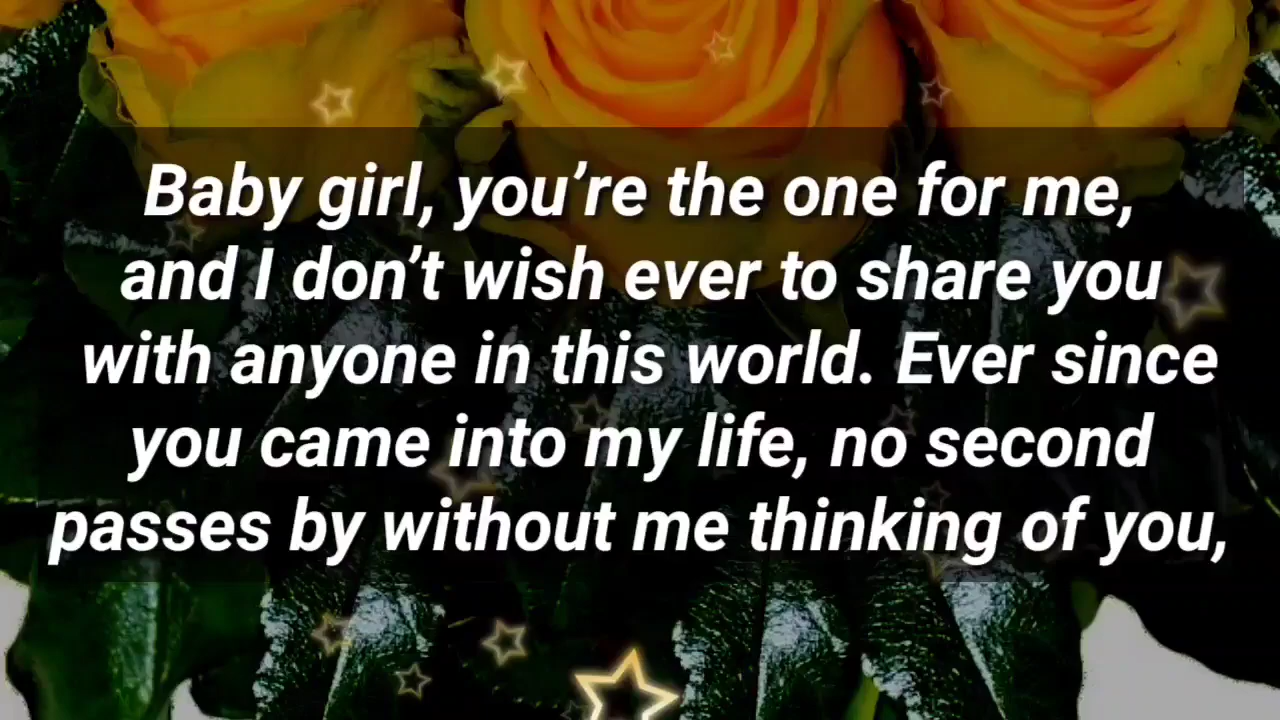 Baby girl, you’re the one for me,
and I don’t wish ever to share you
with anyone in this world. Ever since
you came into my life, no second
passes by without me thinking of you,